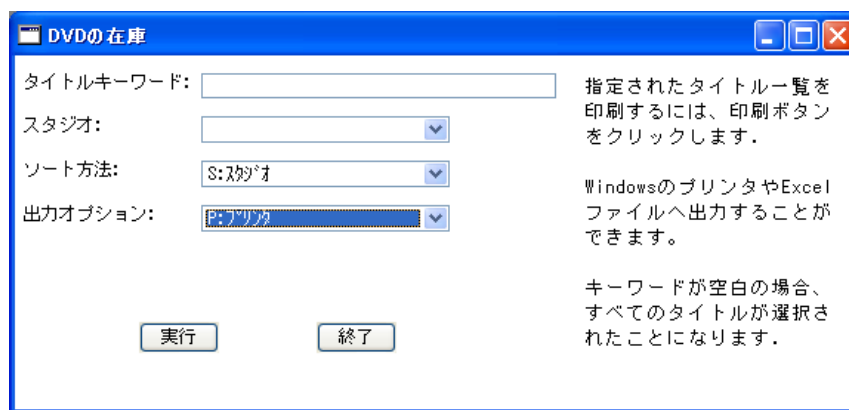 DVDの在庫
タイトルキーワード:
スタジオ:
ソート方法:
S:ｽﾀｼﾞｵ
出力オプション:
P:ﾌﾟﾘﾝﾀ
実行
終了
指定されたタイトル一覧を
印刷するには、印刷ボタン
をクリックします.
WindowsのプリンタやExcel
ファイルへ出力することが
できます。
キーワードが空白の場合、
すべてのタイトルが選択さ
れたことになります.